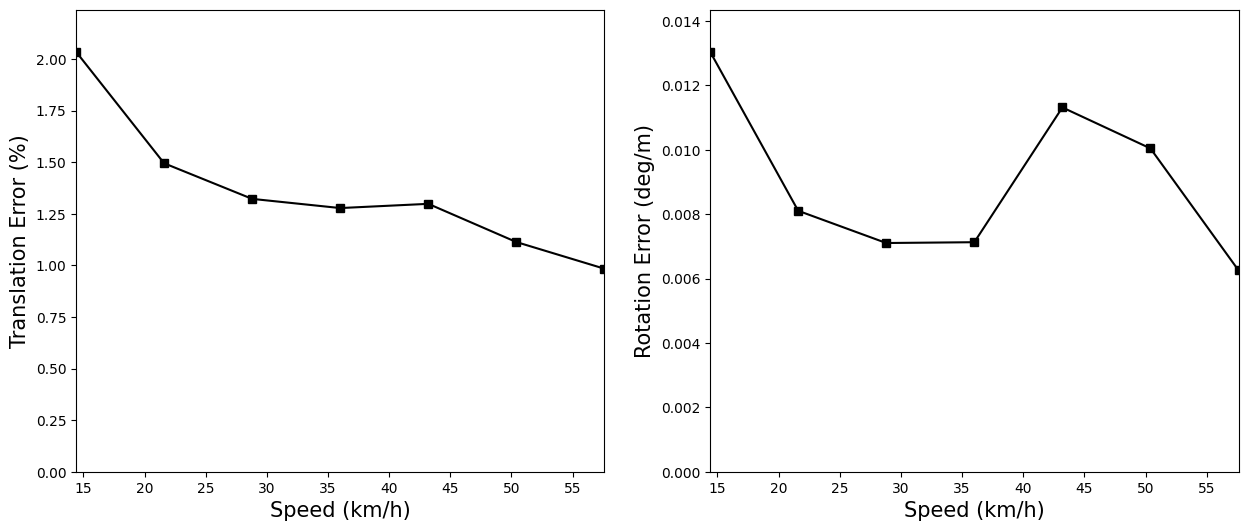 Translation Error (%)
2.00
1.75
1.50
1.25
1.00
0.75
0.50
0.25
0.00
15 20 25 30 35 40 45 50 55
Speed (km/h)
Rotation Error (deg/m)
0.014
0.012
0.010
0.008
0.006
0.004
0.002
0.000
15 20 25 30 35 40 45 50 55
Speed (km/h)